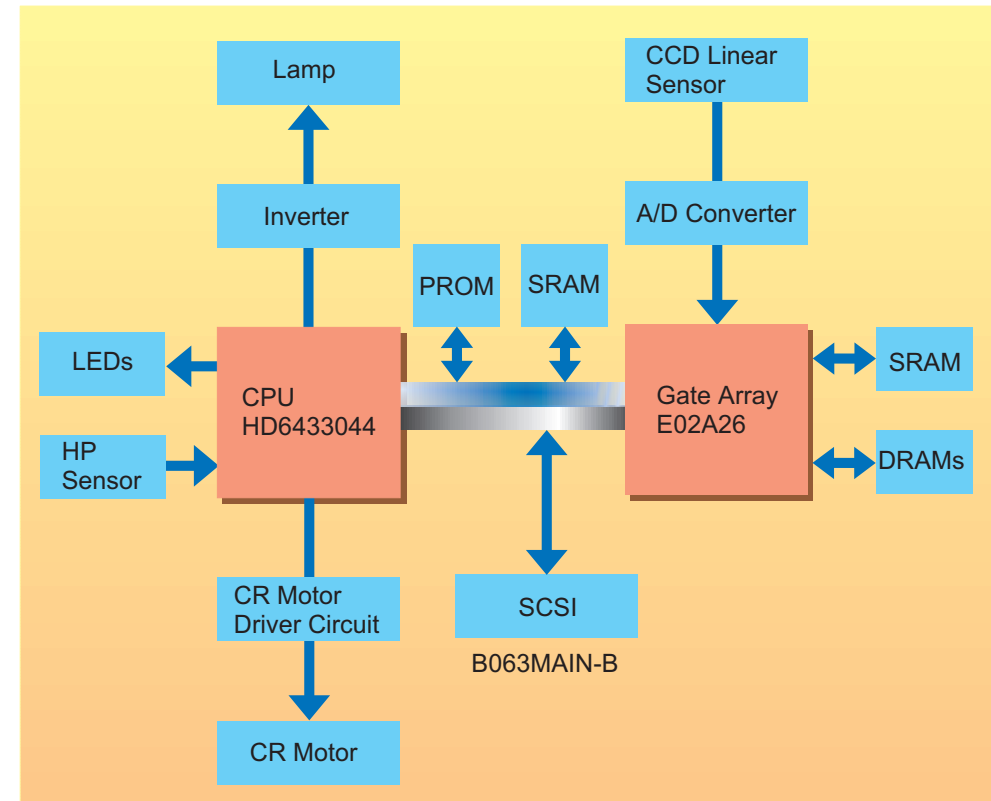 Lamp
CCD Linear
Sensor
Inverter
A/D Converter
PROM
SRAM
LEDs
CPU
HD6433044
Gate Array
E02A26
SRAM
HP
Sensor
DRAMs
CR Motor
Driver Circuit
SCSI
B063MAIN-B
CR Motor